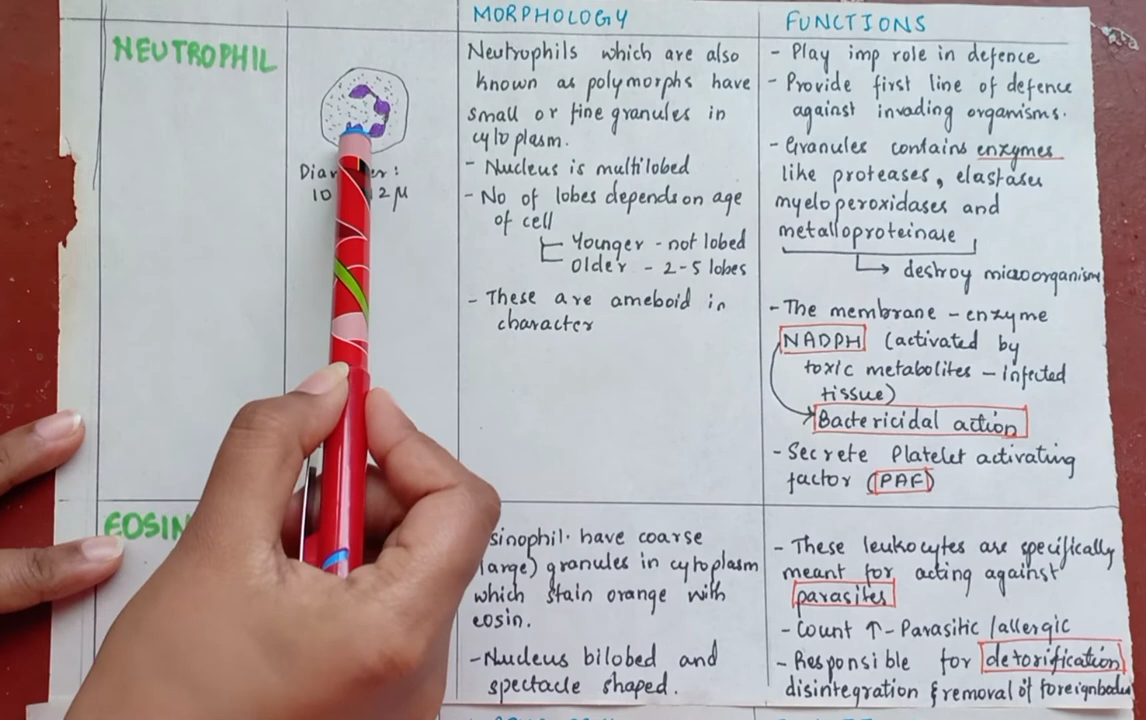 MORPHOLOGY
FUNCTIONS
NEUTROPHIL
Neutrophils which are also
known as polymorphs have
small or fine granules in
cytoplasm.
- Nucleus is multilobed
- No of lobes depends on age
of cell
Younger - not lobed
Older - 2-5 lobes
- These are ameboid in
character
- Play imp role in defence
- Provide first line of defence
against invading organisms.
- Granules contains enzymes
like proteases, elastases
myeloperoxidases and
metalloproteinase
destroy microorganism
- The membrane - enzyme
NADPH (activated by
toxic metabolites - infected
tissue)
Bactericidal action
- Secrete Platelet activating
factor (PAF)
EOSIN
sinophil. have coarse
large) granules in cytoplasm
which stain orange with
eosin.
- Nucleus bilobed and
spectacle shaped.
- These leukocytes are specifically
meant for acting against
parasites
- Count ↑ - Parasitic /allergic
- Responsible for detoxification
disintegration & removal of foreign body